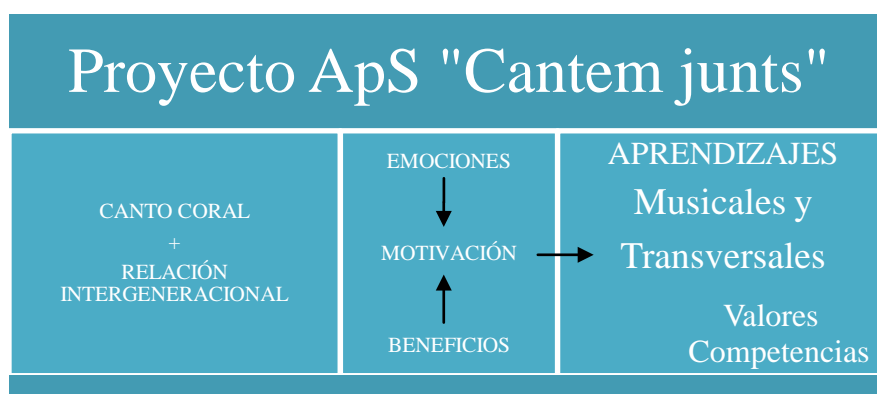 Proyecto ApS "Cantem junts"
CANTO CORAL
+
RELACIÓN
INTERGENERACIONAL
EMOCIONES
MOTIVACIÓN
BENEFICIOS
APRENDIZAJES
Musicales y
Transversales
Valores
Competencias